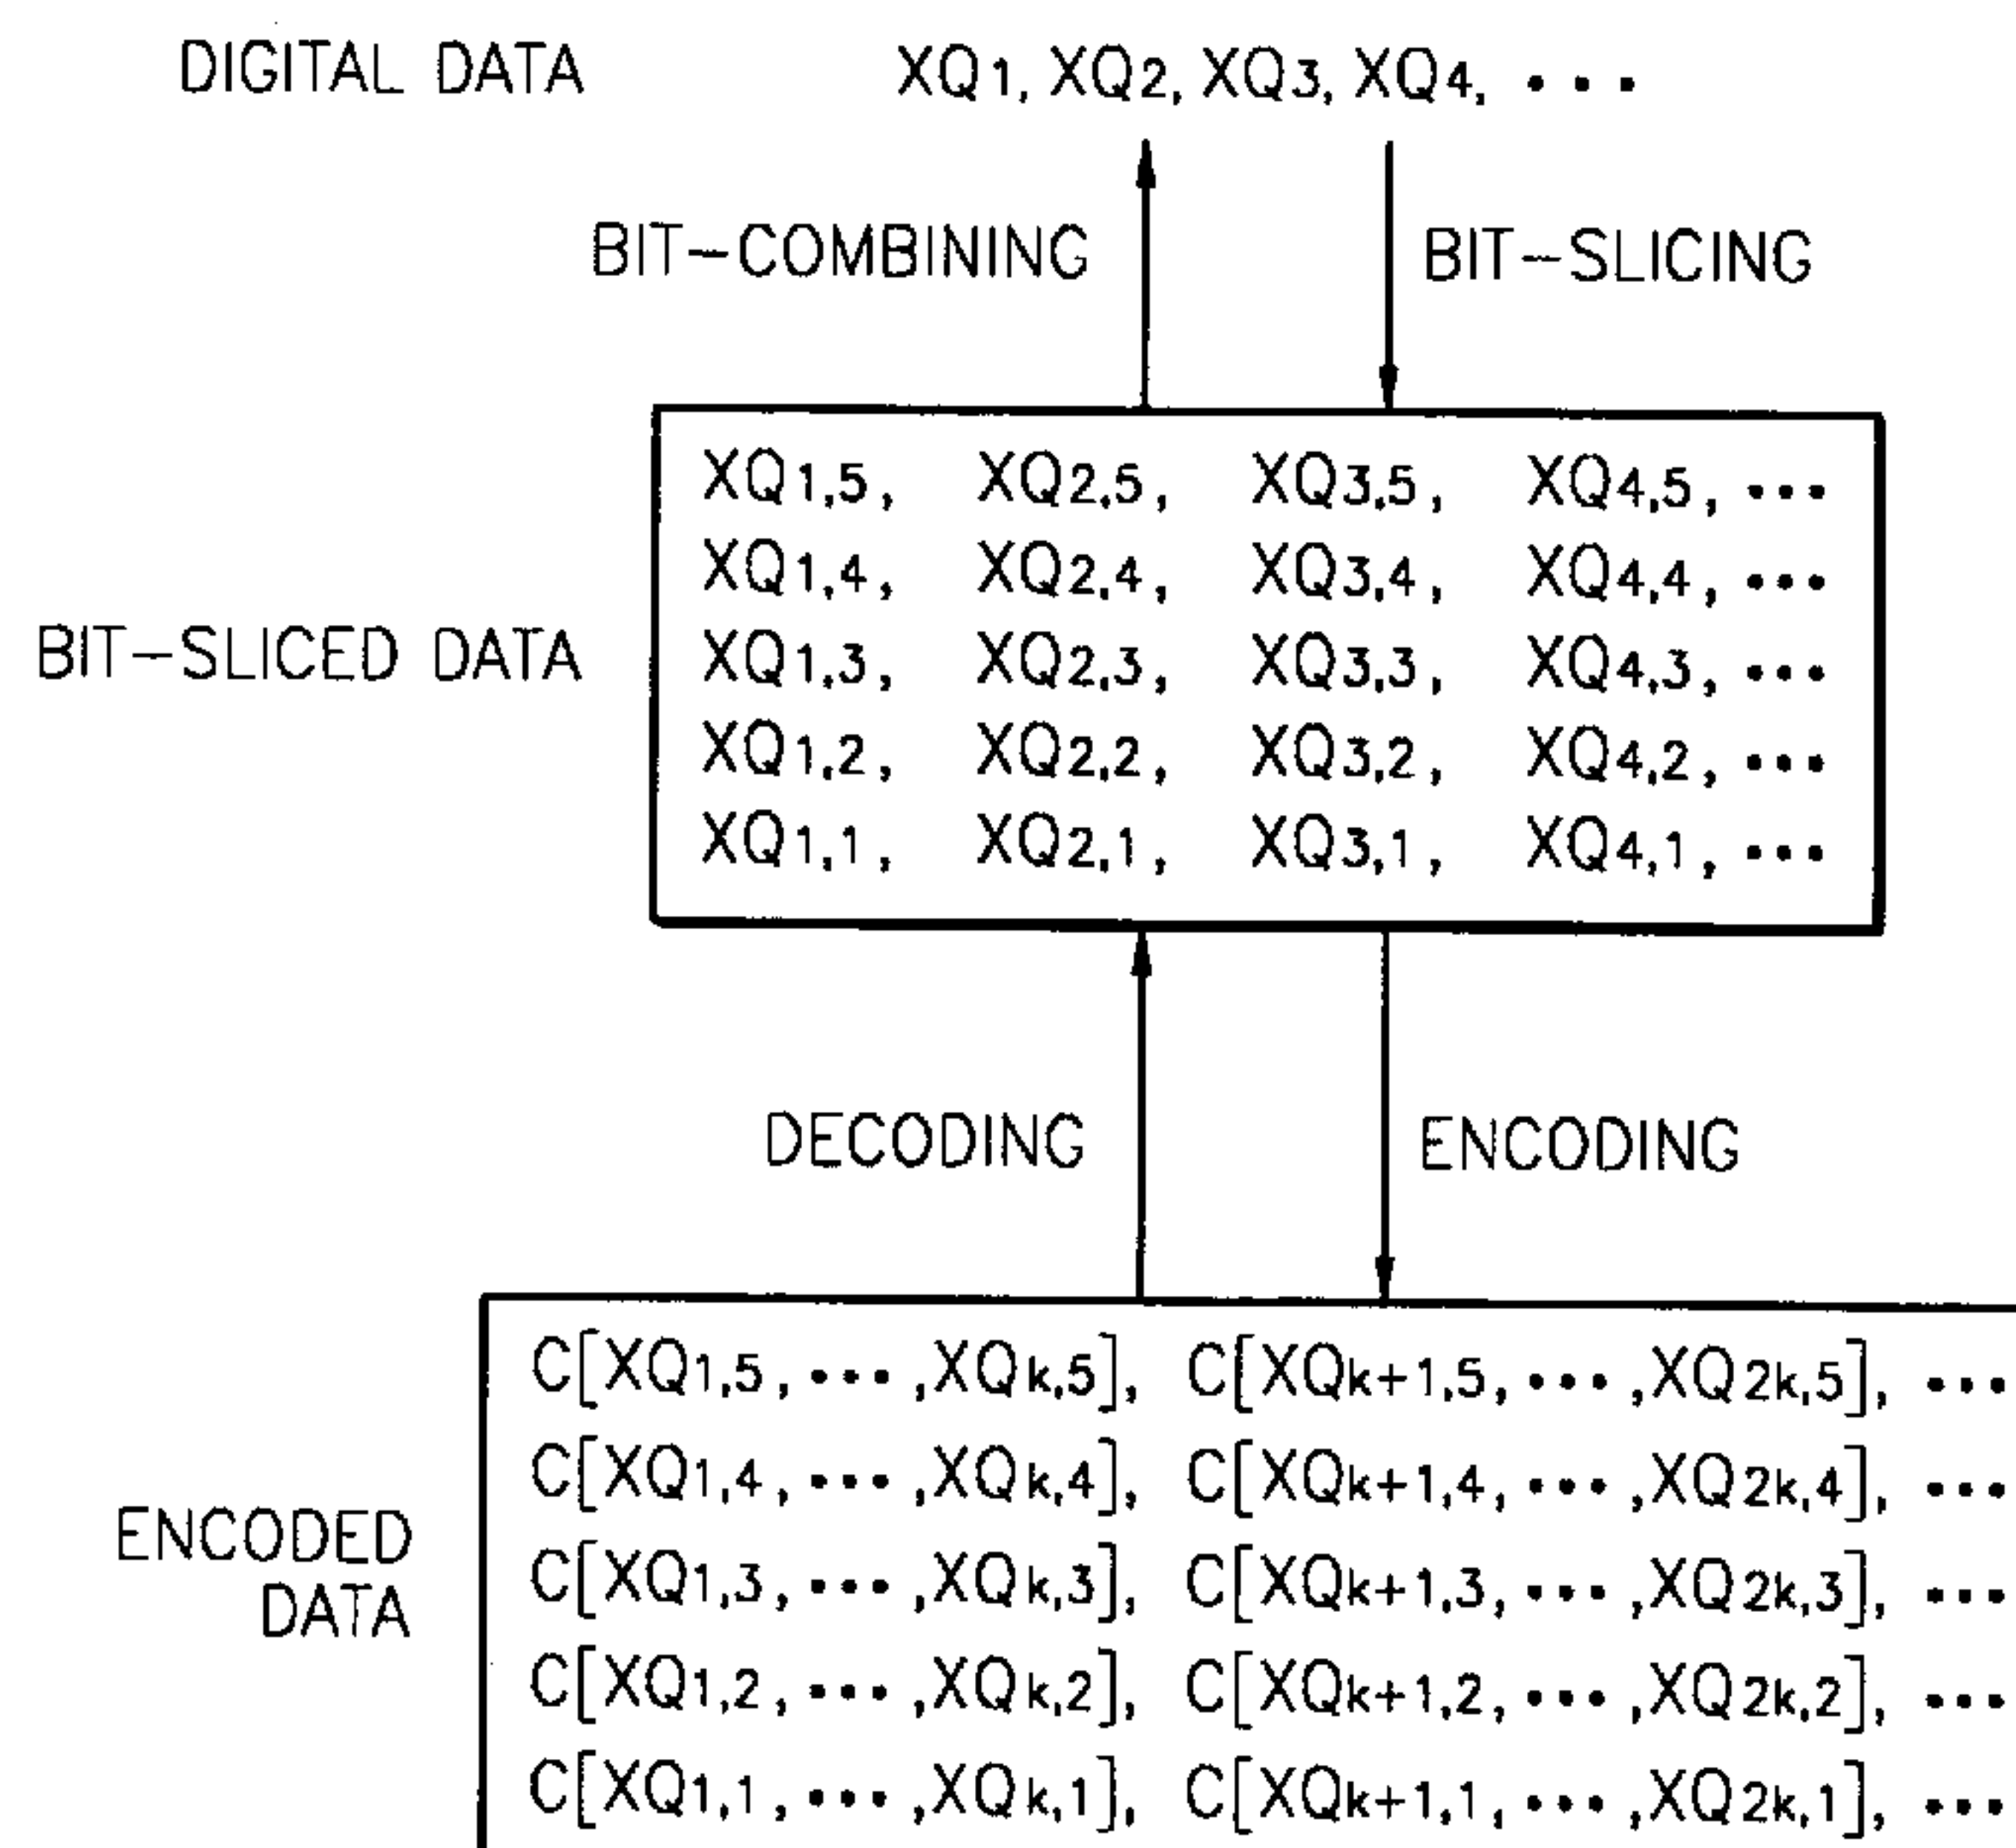 DIGITAL DATA XQ1, XQ2, XQ3, XQ4, •••
BIT-COMBINING BIT-SLICING
XQ1,5, XQ2,5, XQ3,5, XQ4,5, •••
XQ1,4, XQ2,4, XQ3,4, XQ4,4, •••
BIT-SLICED DATA XQ1,3, XQ2,3, XQ3,3, XQ4,3, •••
XQ1,2, XQ2,2, XQ3,2, XQ4,2, •••
XQ1,1, XQ2,1, XQ3,1, XQ4,1, •••
DECODING ENCODING
C[XQ1,5, ••• ,XQk,5], C[XQk+1,5, ••• ,XQ2k,5], •••
C[XQ1,4, ••• ,XQk,4], C[XQk+1,4, ••• ,XQ2k,4], •••
ENCODED
DATA
C[XQ1,3, ••• ,XQk,3], C[XQk+1,3, ••• ,XQ2k,3], •••
C[XQ1,2, ••• ,XQk,2], C[XQk+1,2, ••• ,XQ2k,2], •••
C[XQ1,1, ••• ,XQk,1], C[XQk+1,1, ••• ,XQ2k,1], •••